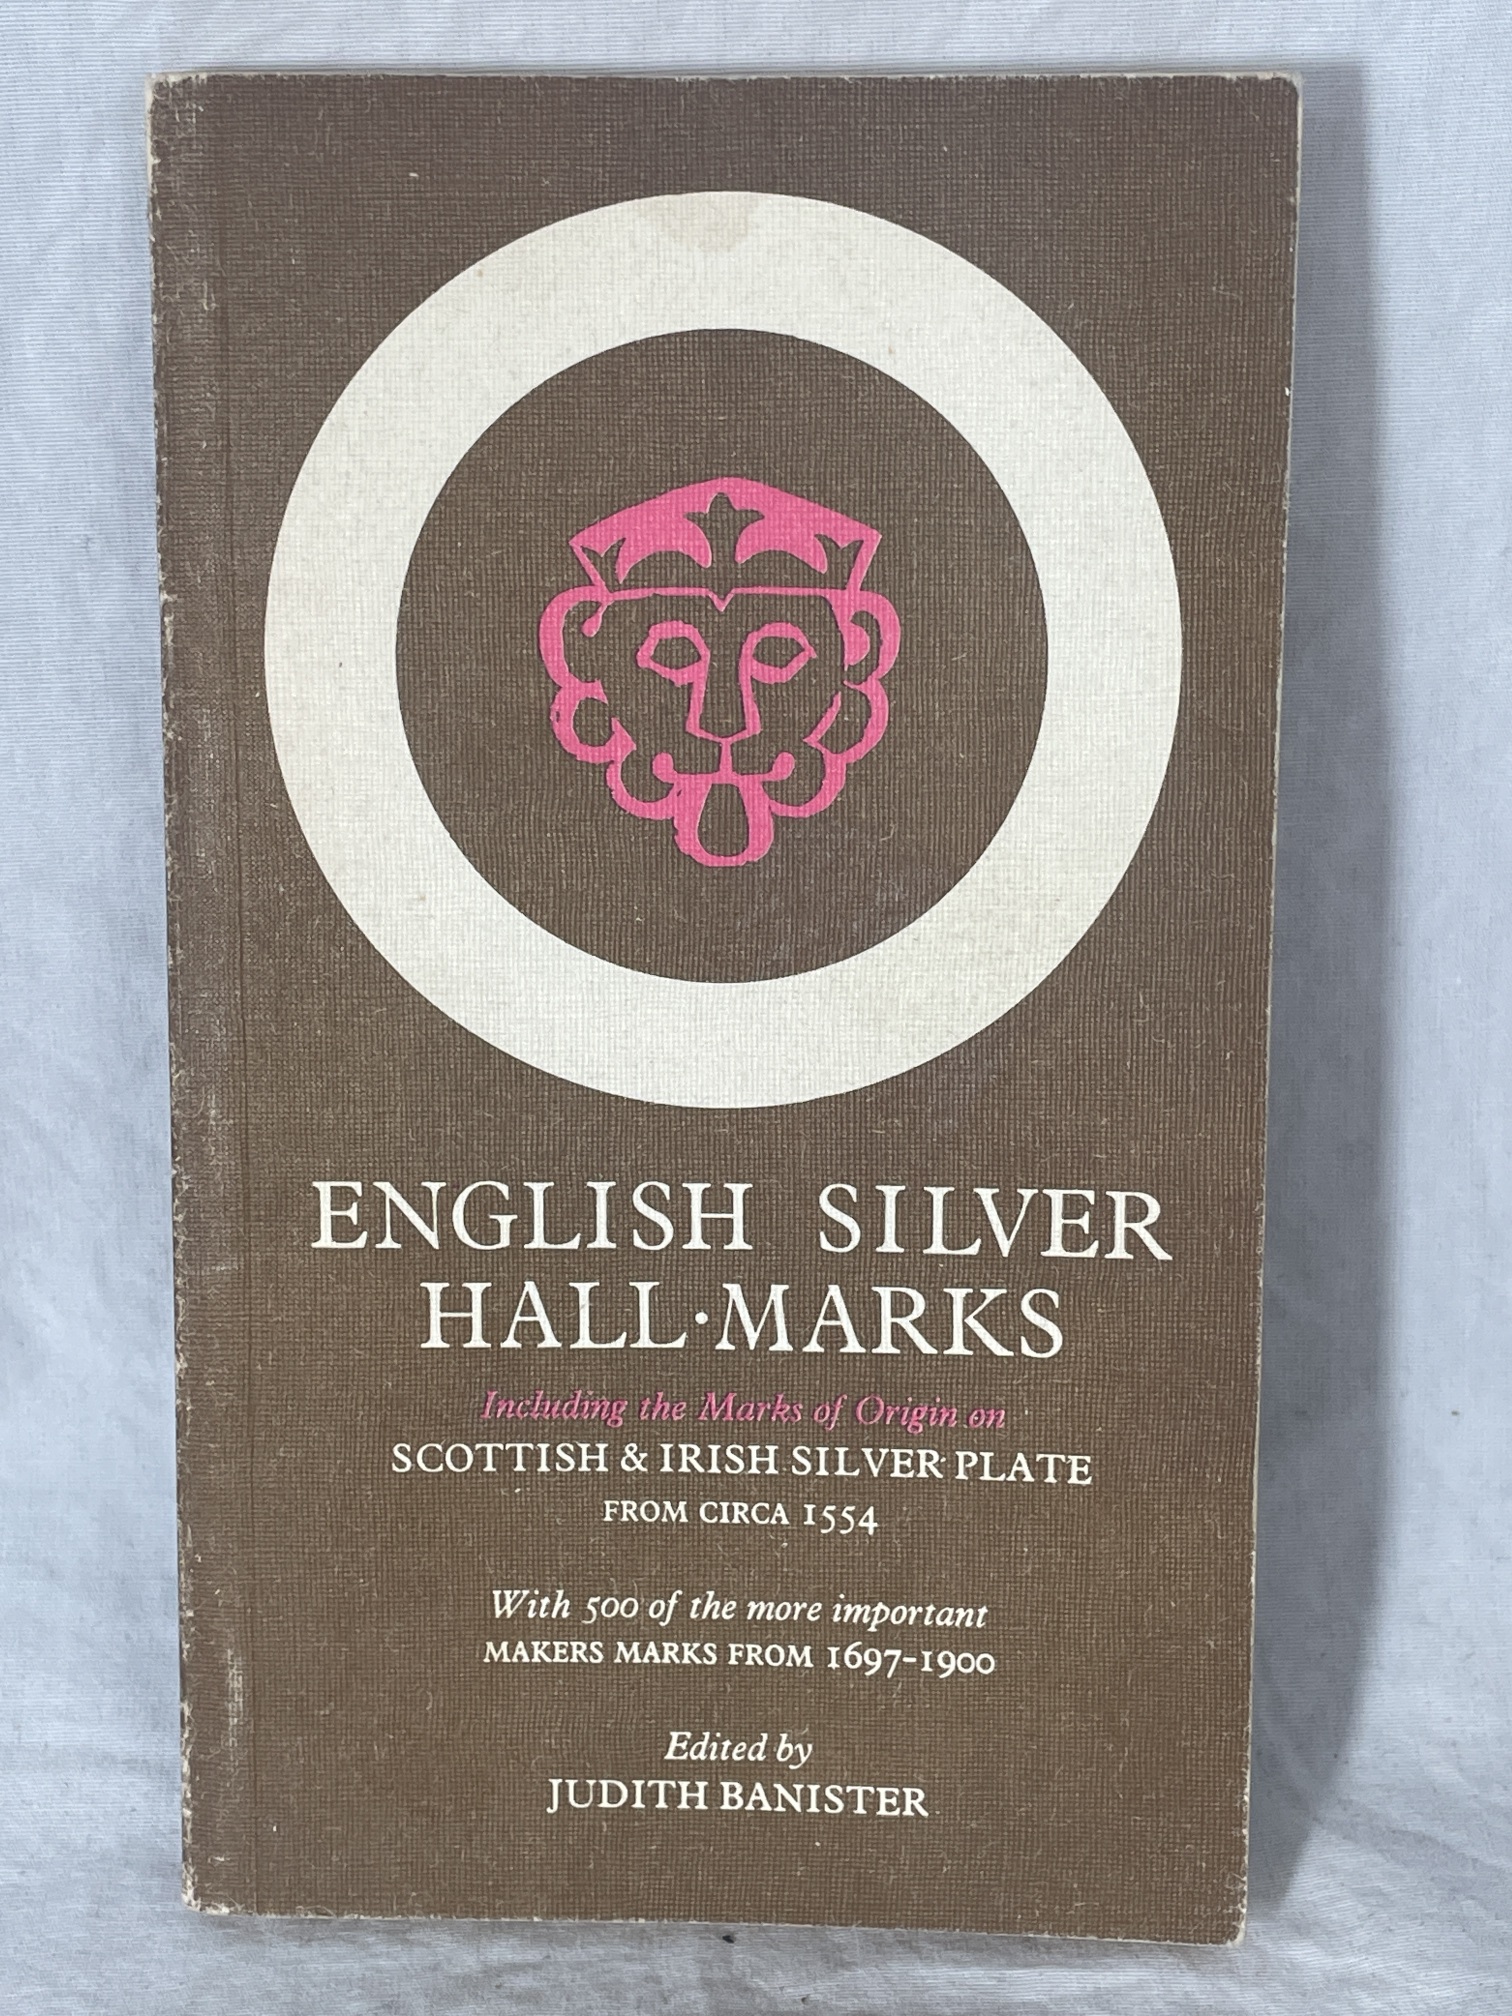 ENGLISH SILVER
HALL·MARKS
Including the Marks of Origin on
SCOTTISH & IRISH SILVER PLATE
FROM CIRCA 1554
With 500 of the more important
MAKERS MARKS FROM 1697-1900
Edited by
JUDITH BANISTER